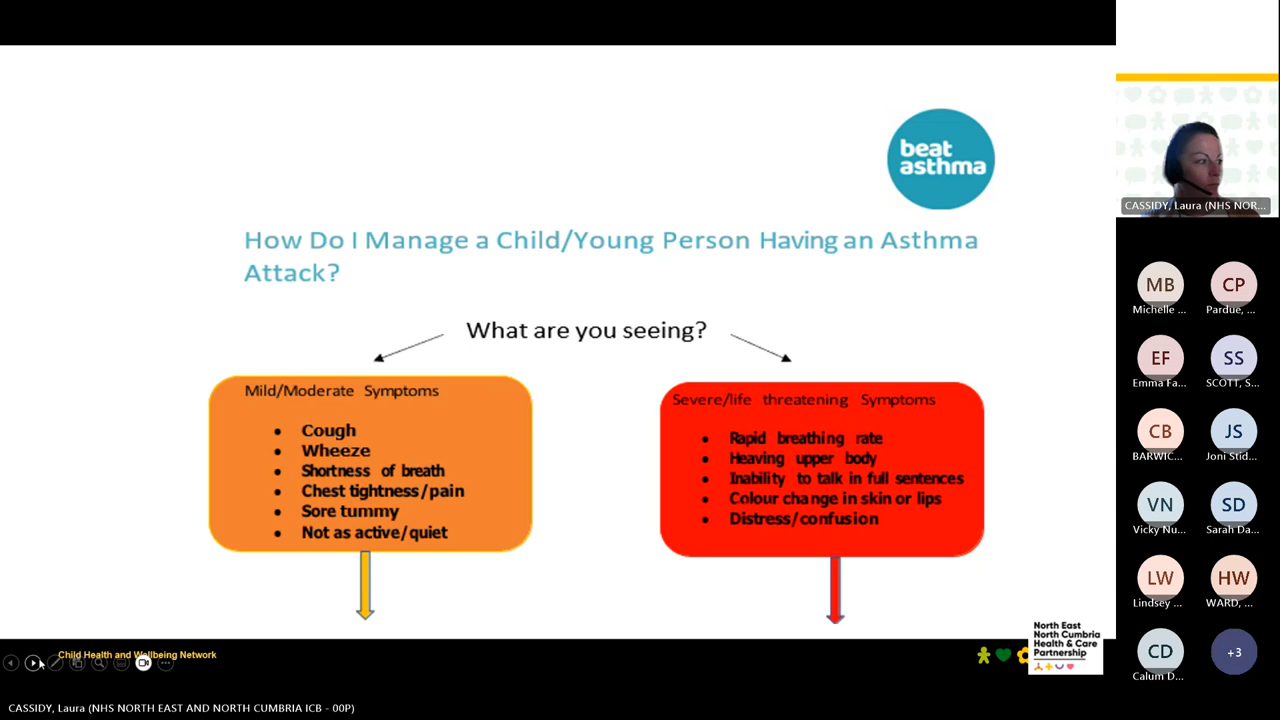 beat
asthma
How Do I Manage a Child/Young Person Having an Asthma
Attack?
What are you seeing?
Mild/Moderate Symptoms
• Cough
• Wheeze
• Shortness of breath
• Chest tightness/pain
• Sore tummy
• Not as active/quiet
Severe/life threatening Symptoms
• Rapid breathing rate
• Heaving upper body
• Inability to talk in full sentences
• Colour change in skin or lips
• Distress/confusion
Child Health and Wellbeing Network
North East
North Cumbria
Health & Care
Partnership
CASSIDY, Laura (NHS NORTH EAST AND NORTH CUMBRIA ICB - 00P)
CASSIDY, Laura (NHS NOR...
MB
Michelle ...
CP
Pardue, ...
EF
Emma Fa...
SS
SCOTT, S...
CB
BARWIC...
JS
Joni Stid...
VN
Vicky Nu...
SD
Sarah Da...
LW
Lindsey ...
HW
WARD, ...
CD
Calum D...
+3